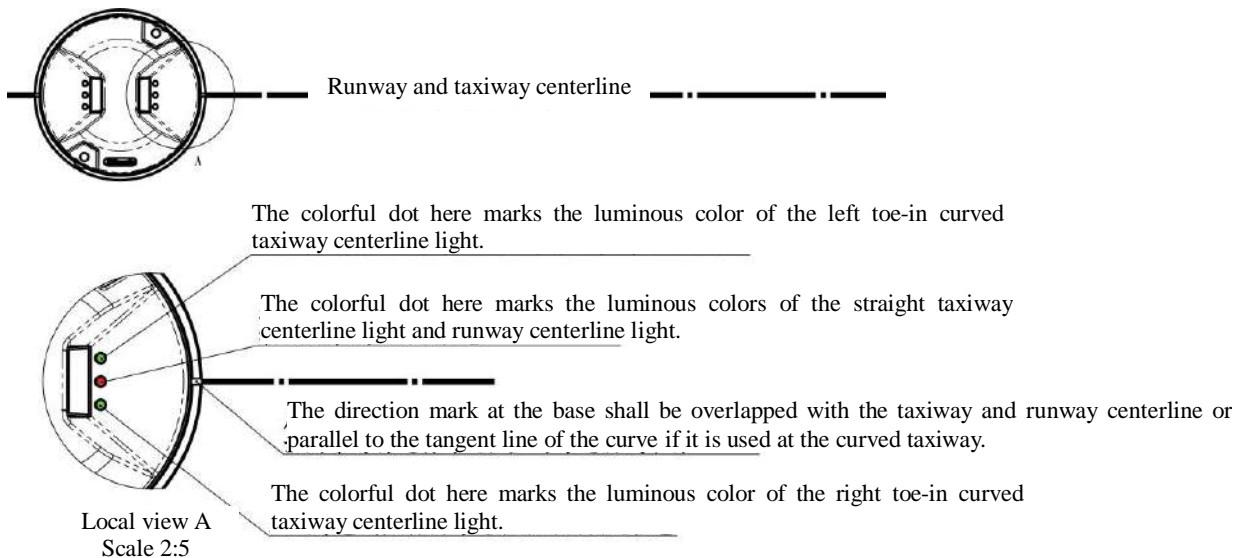 Runway and taxiway centerline
A
The colorful dot here marks the luminous color of the left toe-in curved
taxiway centerline light.
The colorful dot here marks the luminous colors of the straight taxiway
centerline light and runway centerline light.
The direction mark at the base shall be overlapped with the taxiway and runway centerline or
parallel to the tangent line of the curve if it is used at the curved taxiway.
The colorful dot here marks the luminous color of the right toe-in curved
taxiway centerline light.
Local view A
Scale 2:5